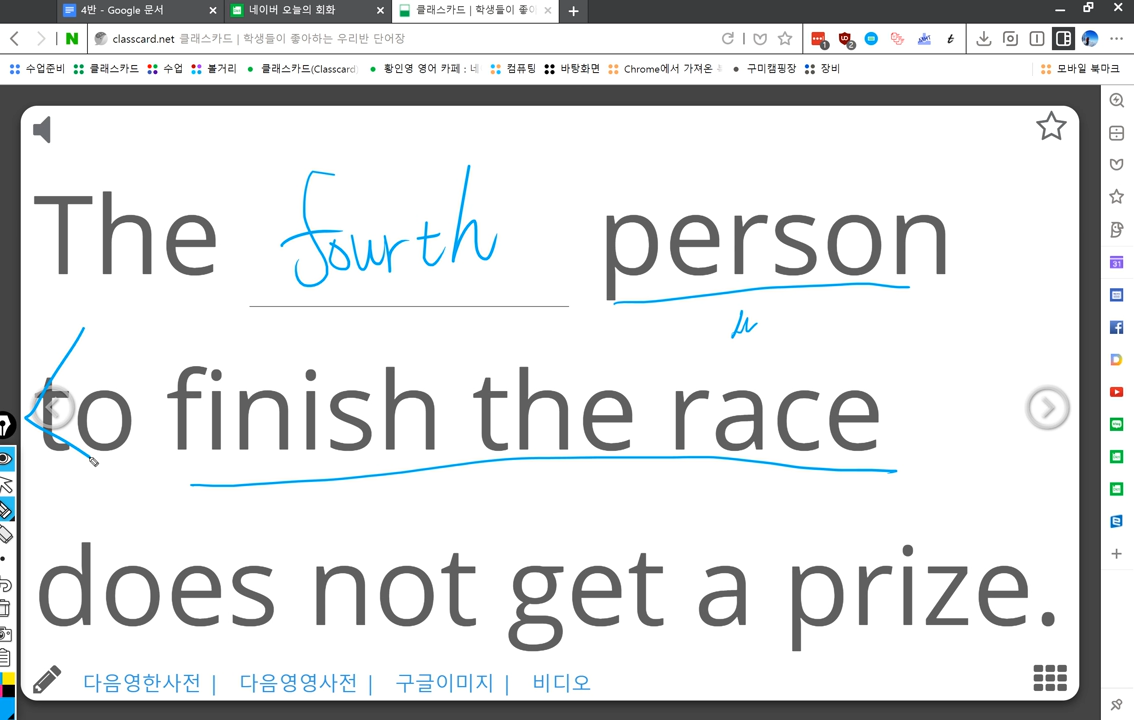 4반 - Google 문서
네이버 오늘의 회화
클래스카드 | 학생들이 좋아
classcard.net 클래스카드 | 학생들이 좋아하는 우리반 단어장
수업준비 클래스카드 수업 볼거리 클래스카드(Classcard) 황인영 영어 카페 : 네 컴퓨팅 바탕화면 Chrome에서 가져온 구미캠핑장 장비 모바일 북마크
The fourth person
to finish the race
does not get a prize.
다음영한사전 | 다음영영사전 | 구글이미지 | 비디오